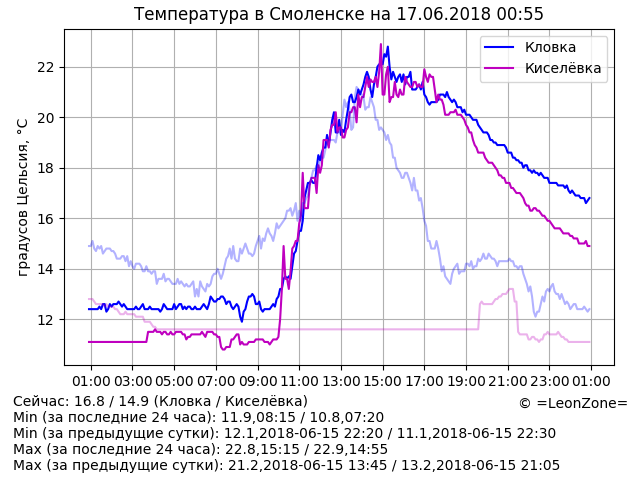 Температура в Смоленске на 17.06.2018 00:55
Кловка
Киселёвка
градусов Цельсия, °C
22
20
18
16
14
12
01:00 03:00 05:00 07:00 09:00 11:00 13:00 15:00 17:00 19:00 21:00 23:00 01:00
Сейчас: 16.8 / 14.9 (Кловка / Киселёвка)
© =LeonZone=
Min (за последние 24 часа): 11.9,08:15 / 10.8,07:20
Min (за предыдущие сутки): 12.1,2018-06-15 22:20 / 11.1,2018-06-15 22:30
Max (за последние 24 часа): 22.8,15:15 / 22.9,14:55
Max (за предыдущие сутки): 21.2,2018-06-15 13:45 / 13.2,2018-06-15 21:05